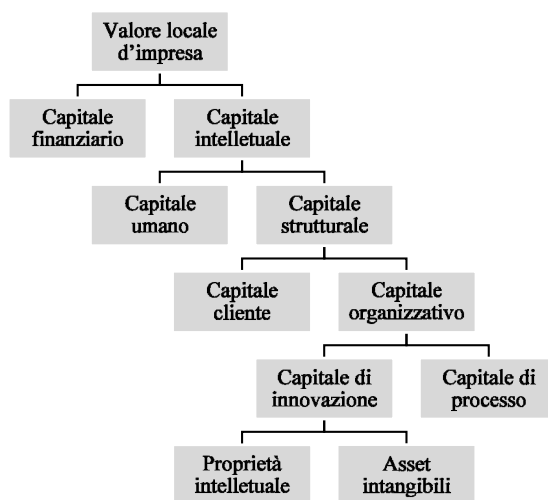 Valore locale
d’impresa
Capitale
finanziario
Capitale
intelletuale
Capitale
umano
Capitale
strutturale
Capitale
cliente
Capitale
organizzativo
Capitale di
innovazione
Capitale di
processo
Proprietà
intelletuale
Asset
intangibili